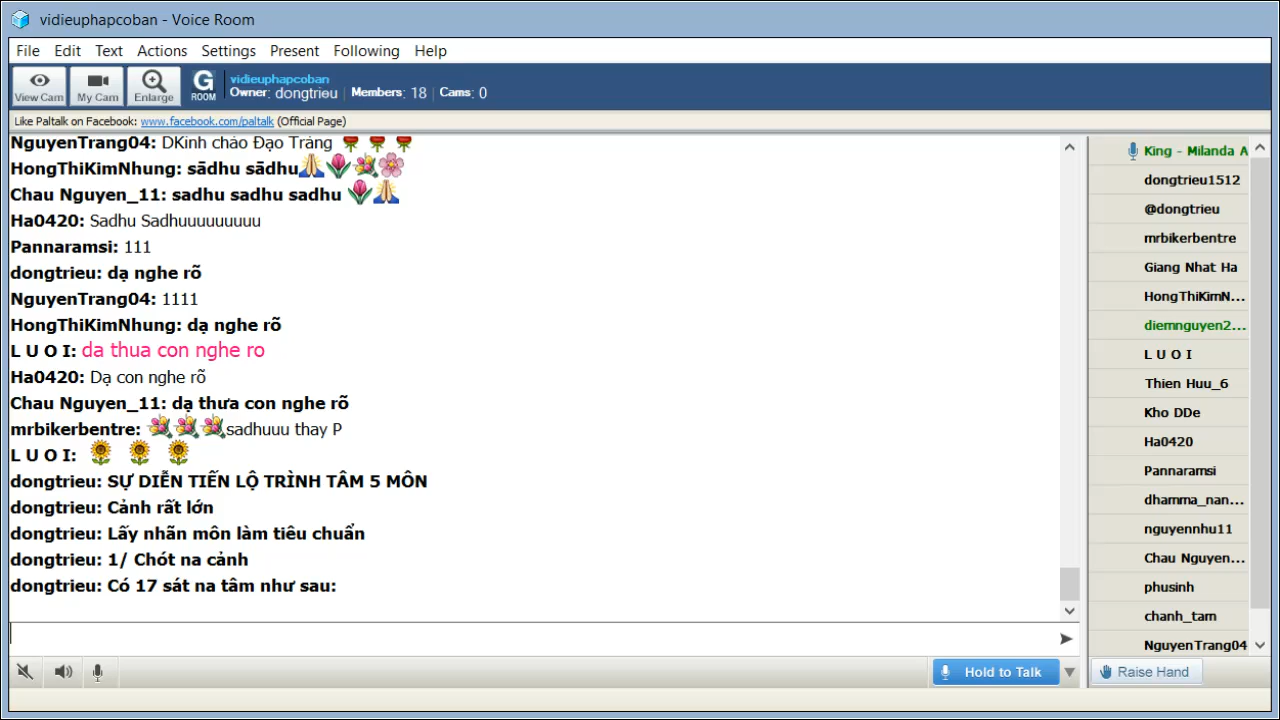 vidieuphapcoban - Voice Room
File Edit Text Actions Settings Present Following Help
View Cam My Cam Enlarge G ROOM
vidieuphapcoban
Owner: dongtrieu Members: 18 Cams: 0
Like Paltalk on Facebook: www.facebook.com/paltalk (Official Page)
NguyenTrang04: DKinh chào Đạo Tràng
HongThiKimNhung: sādhu sādhu
Chau Nguyen_11: sadhu sadhu sadhu
Ha0420: Sadhu Sadhuuuuuuuuu
Pannaramsi: 111
dongtrieu: dạ nghe rõ
NguyenTrang04: 1111
HongThiKimNhung: dạ nghe rõ
L U O I: da thua con nghe ro
Ha0420: Dạ con nghe rõ
Chau Nguyen_11: dạ thưa con nghe rõ
mrbikerbentre: sadhuuu thay P
L U O I:
dongtrieu: SỰ DIỄN TIẾN LỘ TRÌNH TÂM 5 MÔN
dongtrieu: Cảnh rất lớn
dongtrieu: Lấy nhãn môn làm tiêu chuẩn
dongtrieu: 1/ Chót na cảnh
dongtrieu: Có 17 sát na tâm như sau:
King - Milanda A
dongtrieu1512
@dongtrieu
mrbikerbentre
Giang Nhat Ha
HongThiKimN...
diemnguyen2...
L U O I
Thien Huu_6
Kho DDe
Ha0420
Pannaramsi
dhamma_nan...
nguyennhu11
Chau Nguyen...
phusinh
chanh_tam
NguyenTrang04
Hold to Talk
Raise Hand